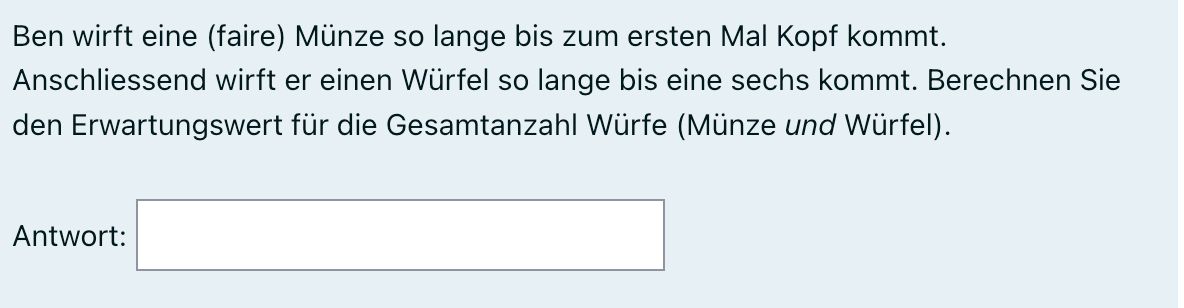 Ben wirft eine (faire) Münze so lange bis zum ersten Mal Kopf kommt.
Anschliessend wirft er einen Würfel so lange bis eine sechs kommt. Berechnen Sie
den Erwartungswert für die Gesamtanzahl Würfe (Münze und Würfel).
Antwort: